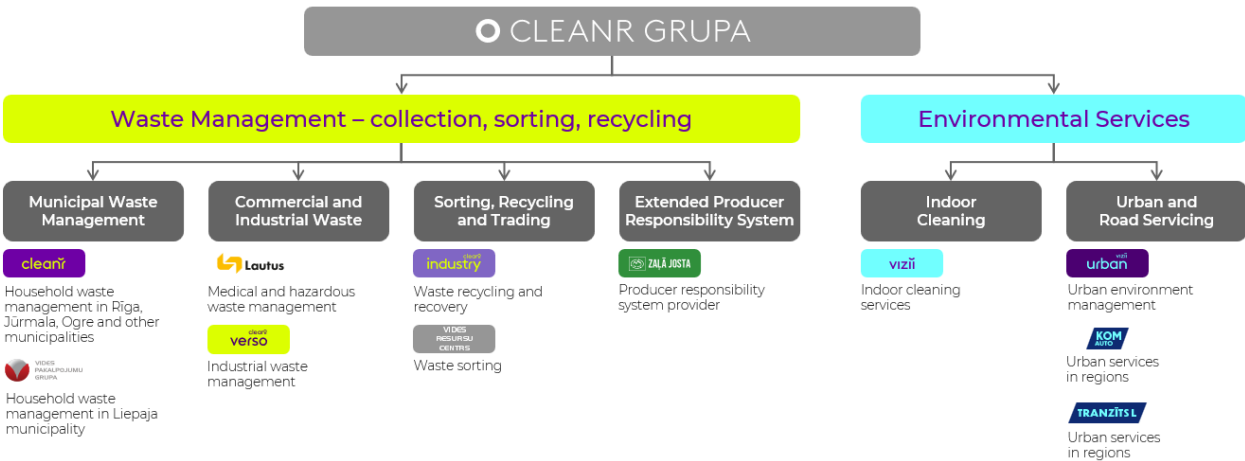 CLEANR GRUPA
Waste Management – collection, sorting, recycling
Environmental Services
Municipal Waste
Management
Commercial and
Industrial Waste
Sorting, Recycling
and Trading
Extended Producer
Responsibility System
Indoor
Cleaning
Urban and
Road Servicing
cleanř
Household waste
management in Rīga,
Jūrmala, Ogre and other
municipalities
VIDES
PAKALPOJUMU
GRUPA
Household waste
management in Liepaja
municipality
Lautus
Medical and hazardous
waste management
cleanř
verso
Industrial waste
management
cleanř
industry
Waste recycling and
recovery
VIDES
RESURSU
CENTRS
Waste sorting
ZAĻĀ JOSTA
Producer responsibility
system provider
vizii
Indoor cleaning
services
vizii
urban
Urban environment
management
KOM
AUTO
Urban services
in regions
TRANZĪTS L
Urban services
in regions